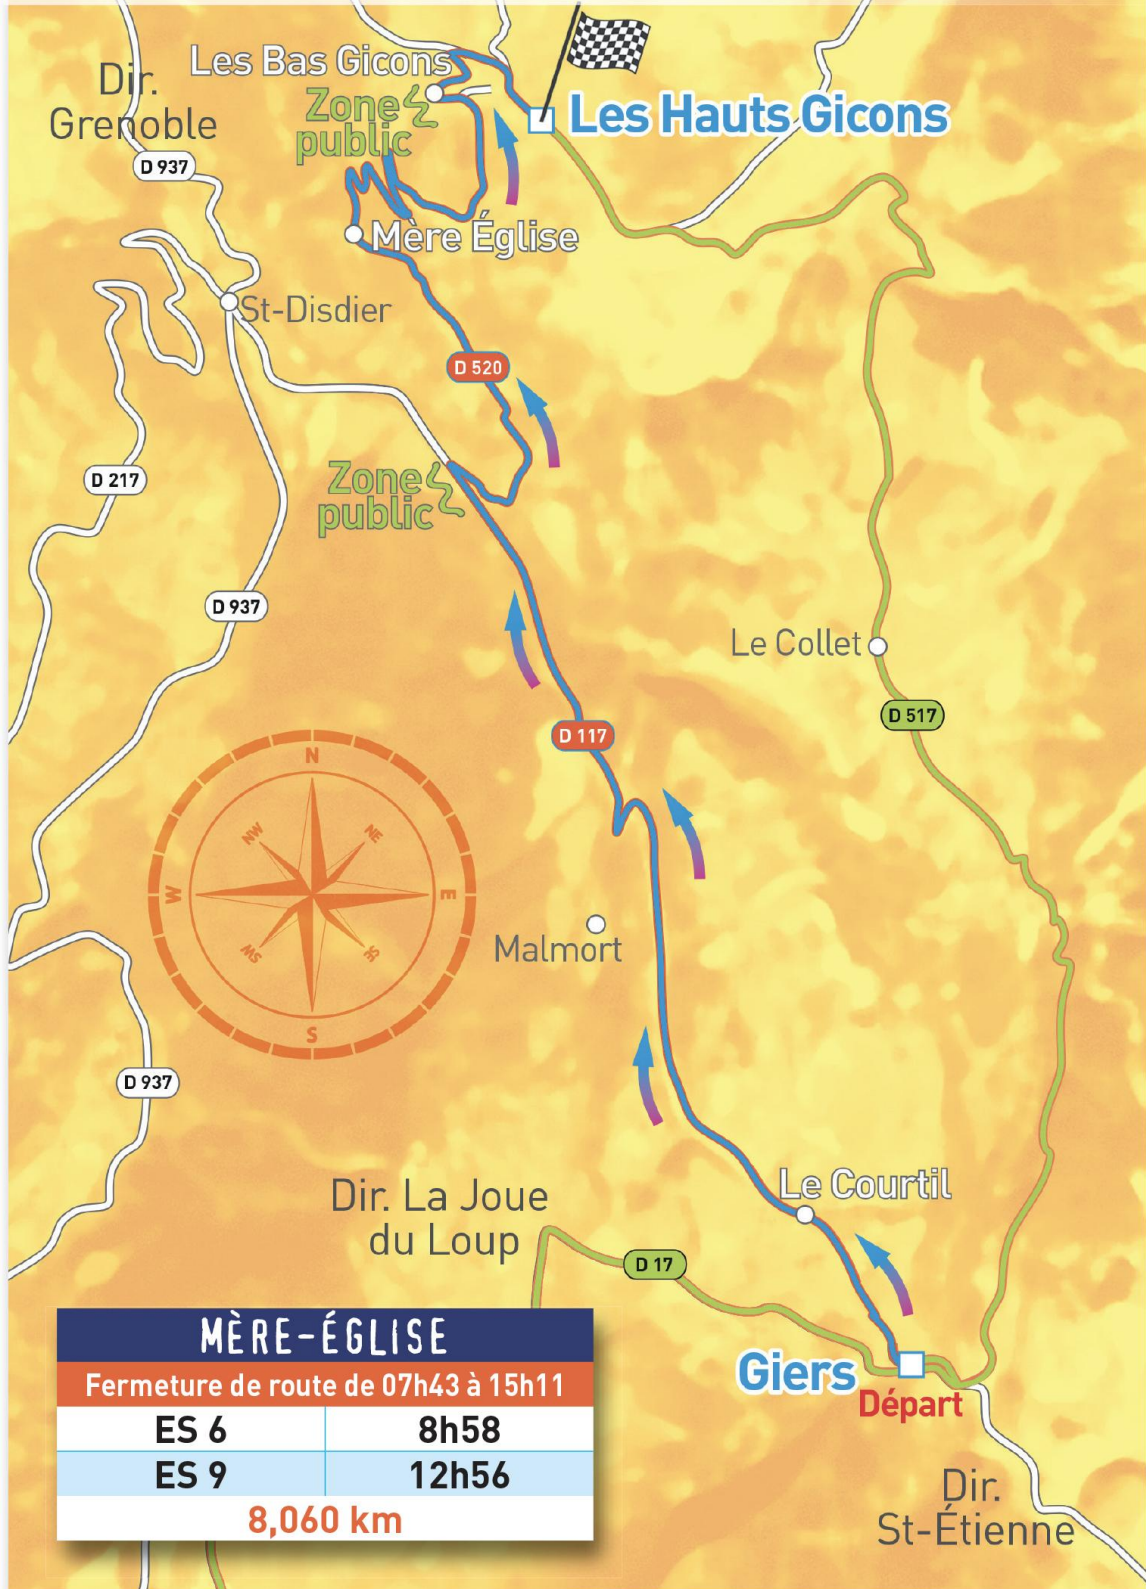 Les Bas Gicons
Dir.
Grenoble
Zone
public
Les Hauts Gicons
D 937
Mère Église
St-Disdier
D 520
Zone
public
D 217
D 937
Le Collet
D 517
D 117
N
NW
NE
W
E
SW
SE
S
Malmort
D 937
Le Courtil
Dir. La Joue
du Loup
D 17
MÈRE-ÉGLISE
Fermeture de route de 07h43 à 15h11
ES 6 8h58
ES 9 12h56
8,060 km
Giers
Départ
Dir.
St-Étienne